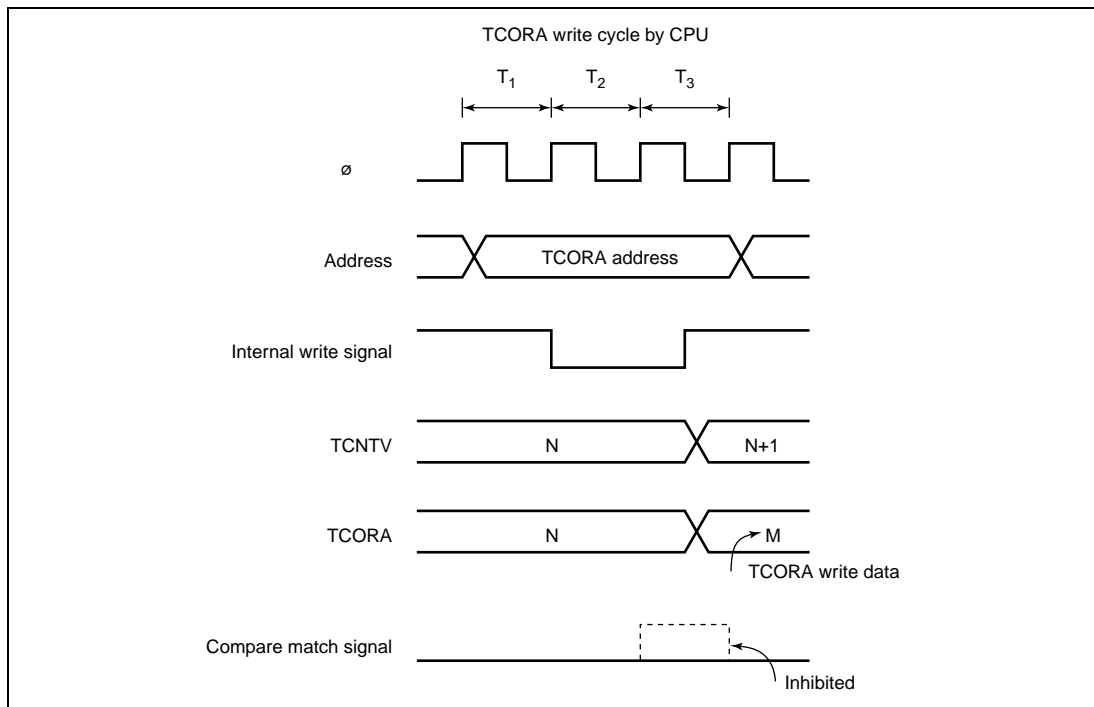 TCORA write cycle by CPU
T1 T2 T3
ø
Address TCORA address
Internal write signal
TCNTV N N+1
TCORA N M
TCORA write data
Compare match signal
Inhibited